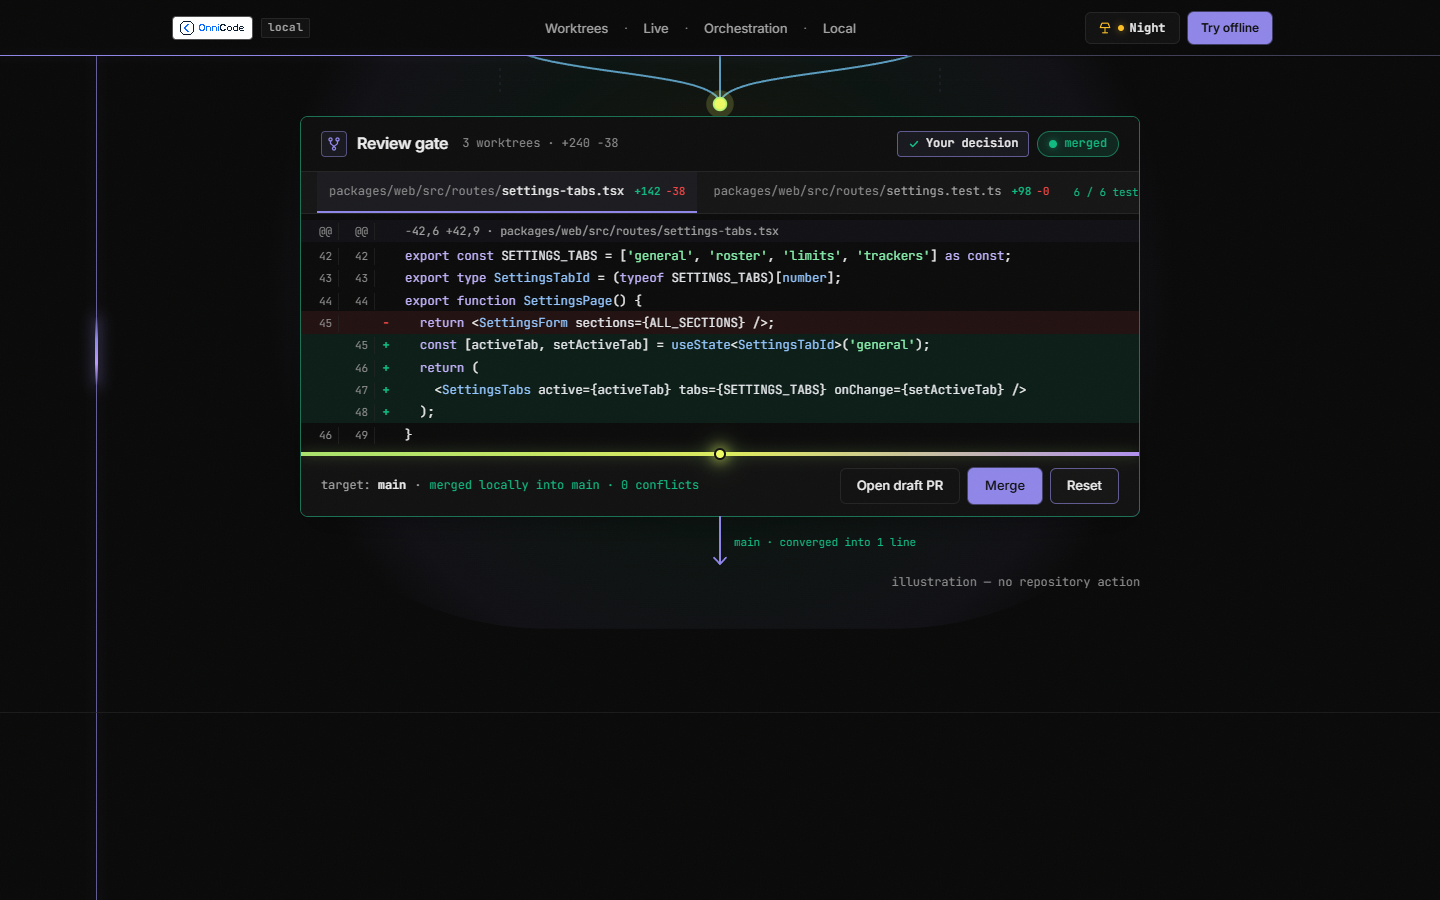 OnniCode local Worktrees · Live · Orchestration · Local Night Try offline
Review gate 3 worktrees · +240 -38 Your decision merged
packages/web/src/routes/settings-tabs.tsx +142 -38 packages/web/src/routes/settings.test.ts +98 -0 6 / 6 test
@@ @@ -42,6 +42,9 · packages/web/src/routes/settings-tabs.tsx
42 42 export const SETTINGS_TABS = ['general', 'roster', 'limits', 'trackers'] as const;
43 43 export type SettingsTabId = (typeof SETTINGS_TABS)[number];
44 44 export function SettingsPage() {
45 - return <SettingsForm sections={ALL_SECTIONS} />;
45 + const [activeTab, setActiveTab] = useState<SettingsTabId>('general');
46 + return (
47 + <SettingsTabs active={activeTab} tabs={SETTINGS_TABS} onChange={setActiveTab} />
48 + );
46 49 }
target: main · merged locally into main · 0 conflicts Open draft PR Merge Reset
main · converged into 1 line
illustration — no repository action